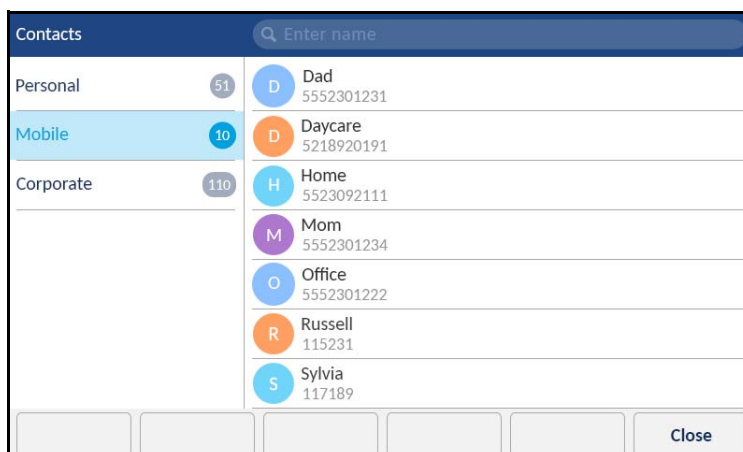 Contacts
Enter name
Personal 51
Mobile 10
Corporate 110
D Dad
5552301231
D Daycare
5218920191
H Home
5523092111
M Mom
5552301234
O Office
5552301222
R Russell
115231
S Sylvia
117189
Close